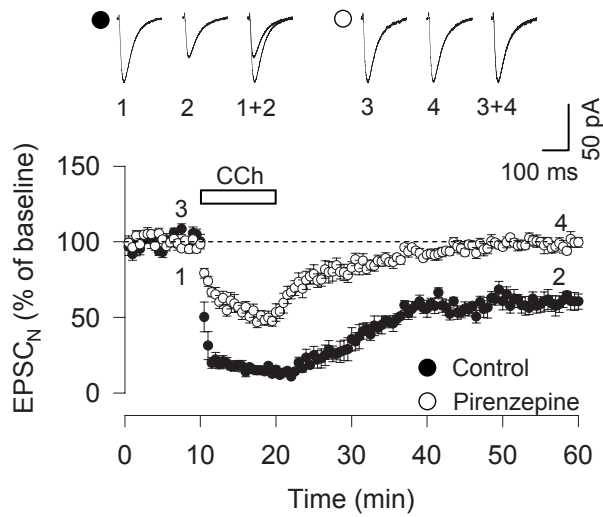 1 2 1+2 3 4 3+4
50 pA
100 ms
CCh
EPSC_N (% of baseline)
150
100
50
0
3
1
4
2
Control
Pirenzepine
0 10 20 30 40 50 60
Time (min)